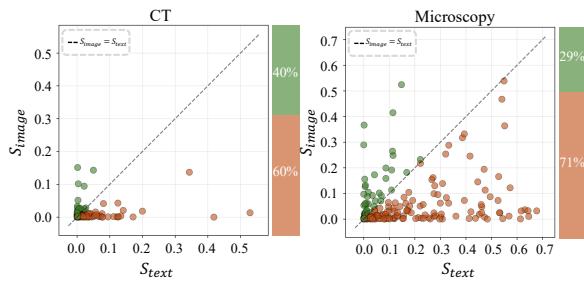 CT
S_image = S_text
0.5
0.4
0.3
0.2
0.1
0.0
S_image
0.0 0.1 0.2 0.3 0.4 0.5
S_text
40%
60%
Microscopy
S_image = S_text
0.7
0.6
0.5
0.4
0.3
0.2
0.1
0.0
S_image
0.0 0.1 0.2 0.3 0.4 0.5 0.6 0.7
S_text
29%
71%